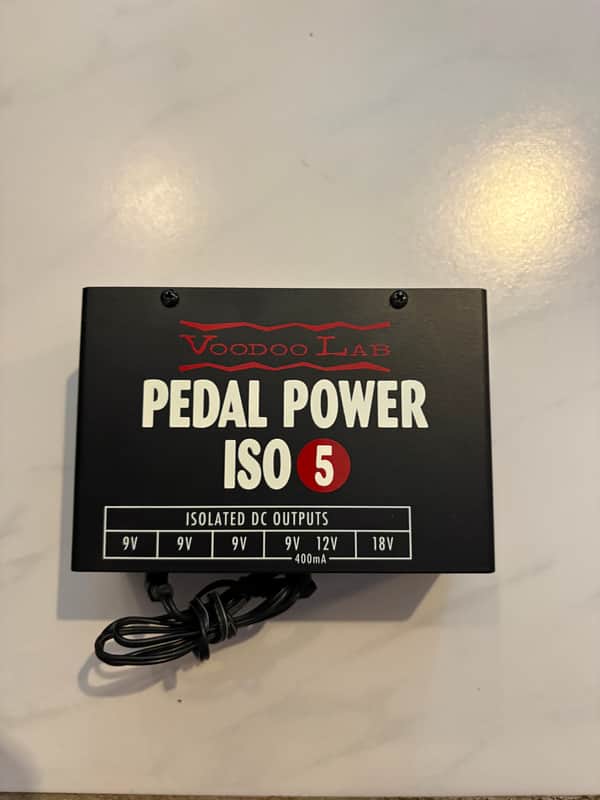 VOODOO LAB
PEDAL POWER
ISO 5
ISOLATED DC OUTPUTS
9V 9V 9V 9V 12V 18V
400mA